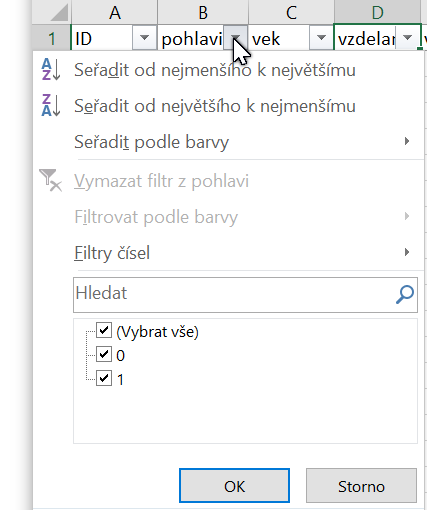 A B C D
1 ID pohlavi vek vzdelan
Seřadit od nejmenšího k největšímu
Seřadit od největšího k nejmenšímu
Seřadit podle barvy
Vymazat filtr z pohlavi
Filtrovat podle barvy
Filtry čísel
Hledat
(Vybrat vše)
0
1
OK Storno